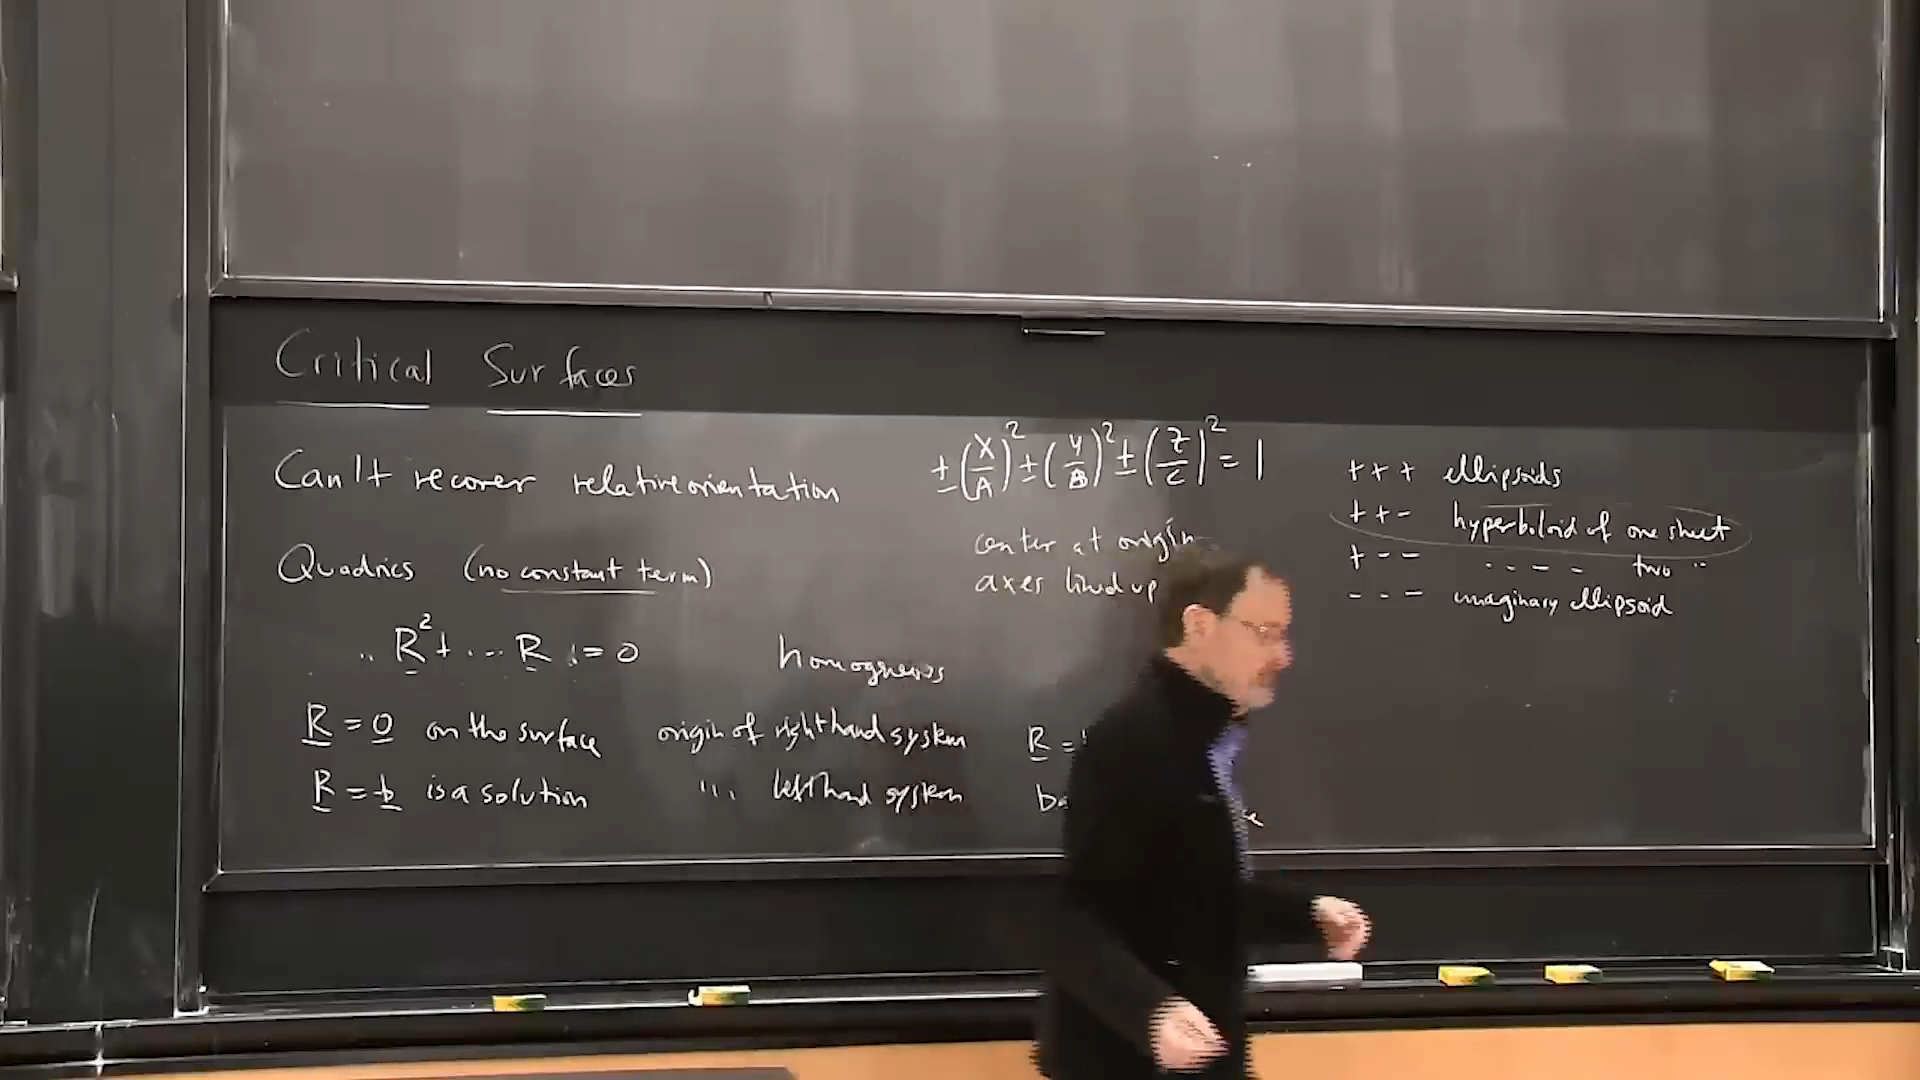 Critical Surfaces
Can't recover relative orientation
Quadrics (no constant term)
.. R² + ... R = 0
homogneous
R = 0 on the surface origin of right hand system R =
R = b is a solution ''' left hand system
±(X/A)² ± (Y/B)² ± (Z/C)² = 1
center at origin
axes lined up
+ + + ellipsoids
+ + - hyperboloid of one sheet
+ - - - - - - two "
- - - imaginary ellipsoid